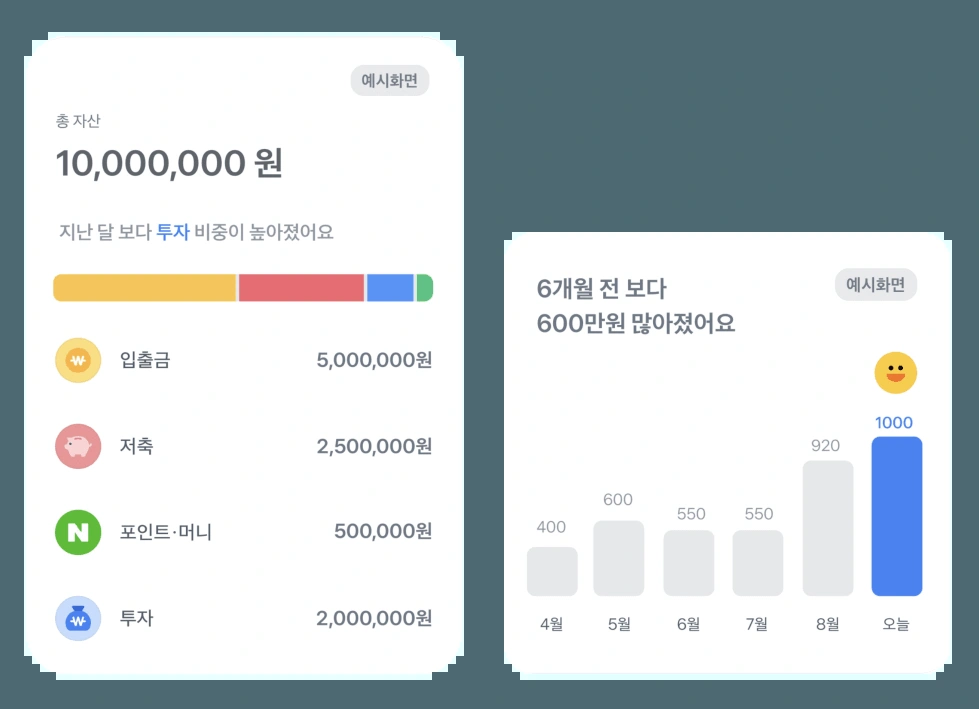 예시화면
총 자산
10,000,000 원
지난 달 보다 투자 비중이 높아졌어요
입출금 5,000,000원
저축 2,500,000원
N 포인트·머니 500,000원
투자 2,000,000원
예시화면
6개월 전 보다
600만원 많아졌어요
400 600 550 550 920 1000
4월 5월 6월 7월 8월 오늘